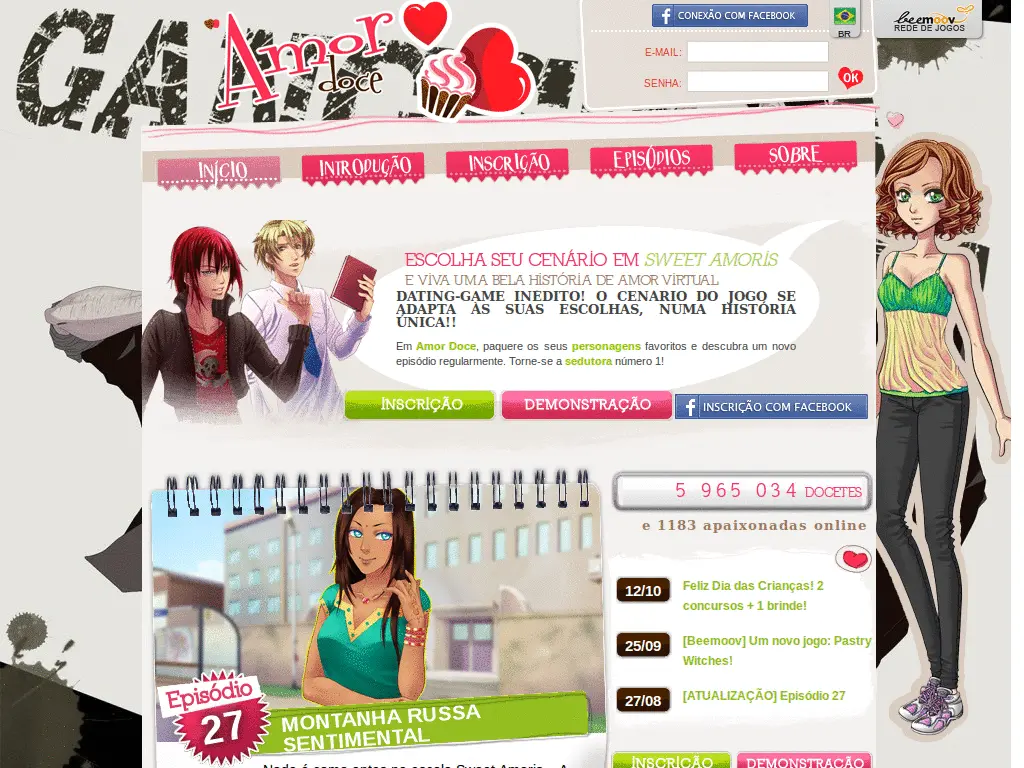 Amor
doce
CONEXÃO COM FACEBOOK
BR
beemoov
REDE DE JOGOS
E-MAIL:
SENHA:
OK
INÍCIO
INTRODUÇÃO
INSCRIÇÃO
EPISÓDIOS
SOBRE
ESCOLHA SEU CENÁRIO EM SWEET AMORIS
E VIVA UMA BELA HISTÓRIA DE AMOR VIRTUAL
DATING-GAME INEDITO! O CENARIO DO JOGO SE
ADAPTA ÀS SUAS ESCOLHAS, NUMA HISTÓRIA
ÚNICA!!
Em Amor Doce, paquere os seus personagens favoritos e descubra um novo
episódio regularmente. Torne-se a sedutora número 1!
INSCRIÇÃO
DEMONSTRAÇÃO
INSCRIÇÃO COM FACEBOOK
5 965 034 DOCETES
e 1183 apaixonadas online
12/10
Feliz Dia das Crianças! 2
concursos + 1 brinde!
25/09
[Beemoov] Um novo jogo: Pastry
Witches!
27/08
[ATUALIZAÇÃO] Episódio 27
Episódio
27
MONTANHA RUSSA
SENTIMENTAL
INSCRIÇÃO
DEMONSTRAÇÃO